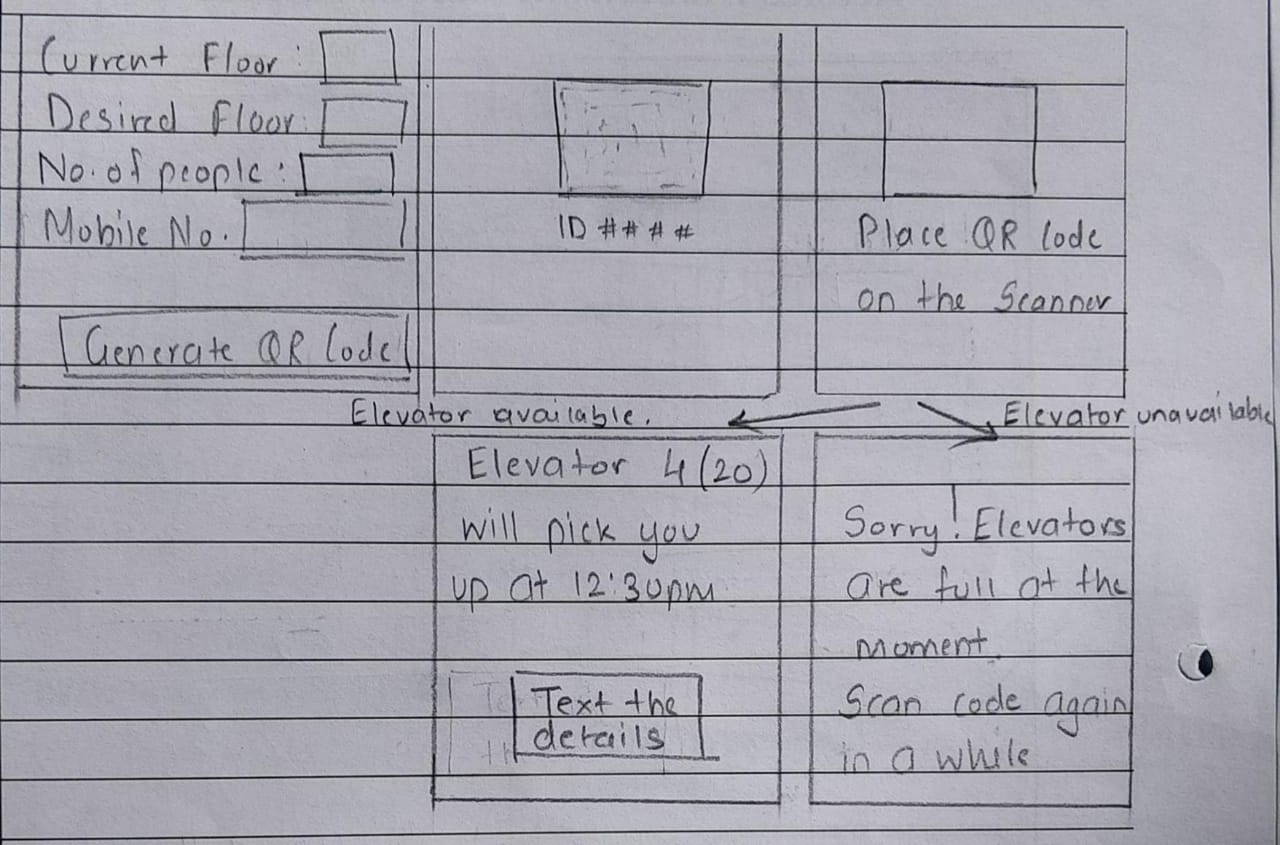 Current Floor:
Desired Floor:
No. of people:
Mobile No.
Generate QR Code
ID ####
Place QR Code
on the Scanner
Elevator available.
Elevator unavailable
Elevator 4(20)
will pick you
up at 12:30pm
Text the
details
Sorry! Elevators
are full at the
moment.
Scan code again
in a while